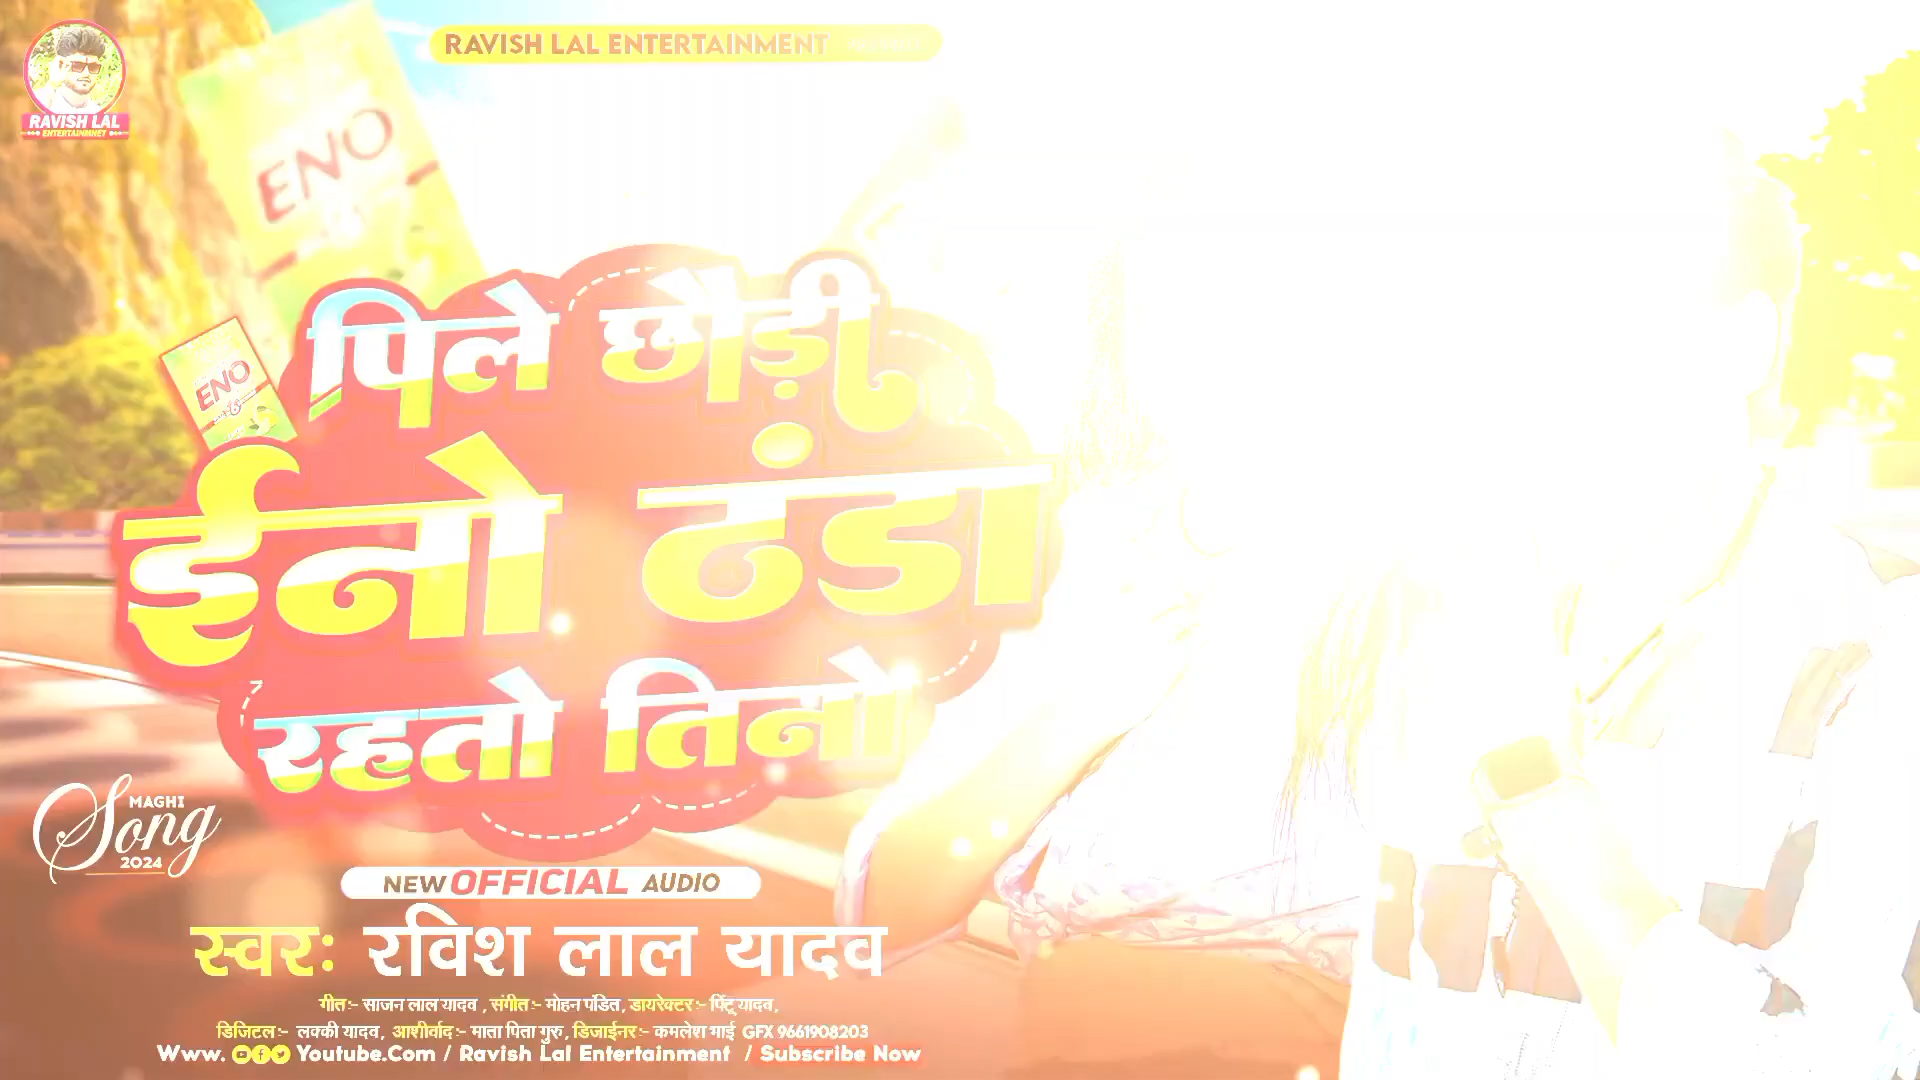 RAVISH LAL ENTERTAINMENT
RAVISH LAL
ENTERTAINMNET
ENO
ENO
पिले छौड़ी
ईनो ठंडा
रहतो तिनो
MAGHI
Song
2024
NEW OFFICIAL AUDIO
स्वरः रविश लाल यादव
गीत:- साजन लाल यादव , संगीत:- मोहन पंडित, डायरेक्टर:- पिंटू यादव,
डिजिटल:- लक्की यादव, आशीर्वाद:- माता पिता गुरु, डिजाईनर:- कमलेश भाई GFX 9661908203
Www. Youtube.Com / Ravish Lal Entertainment / Subscribe Now